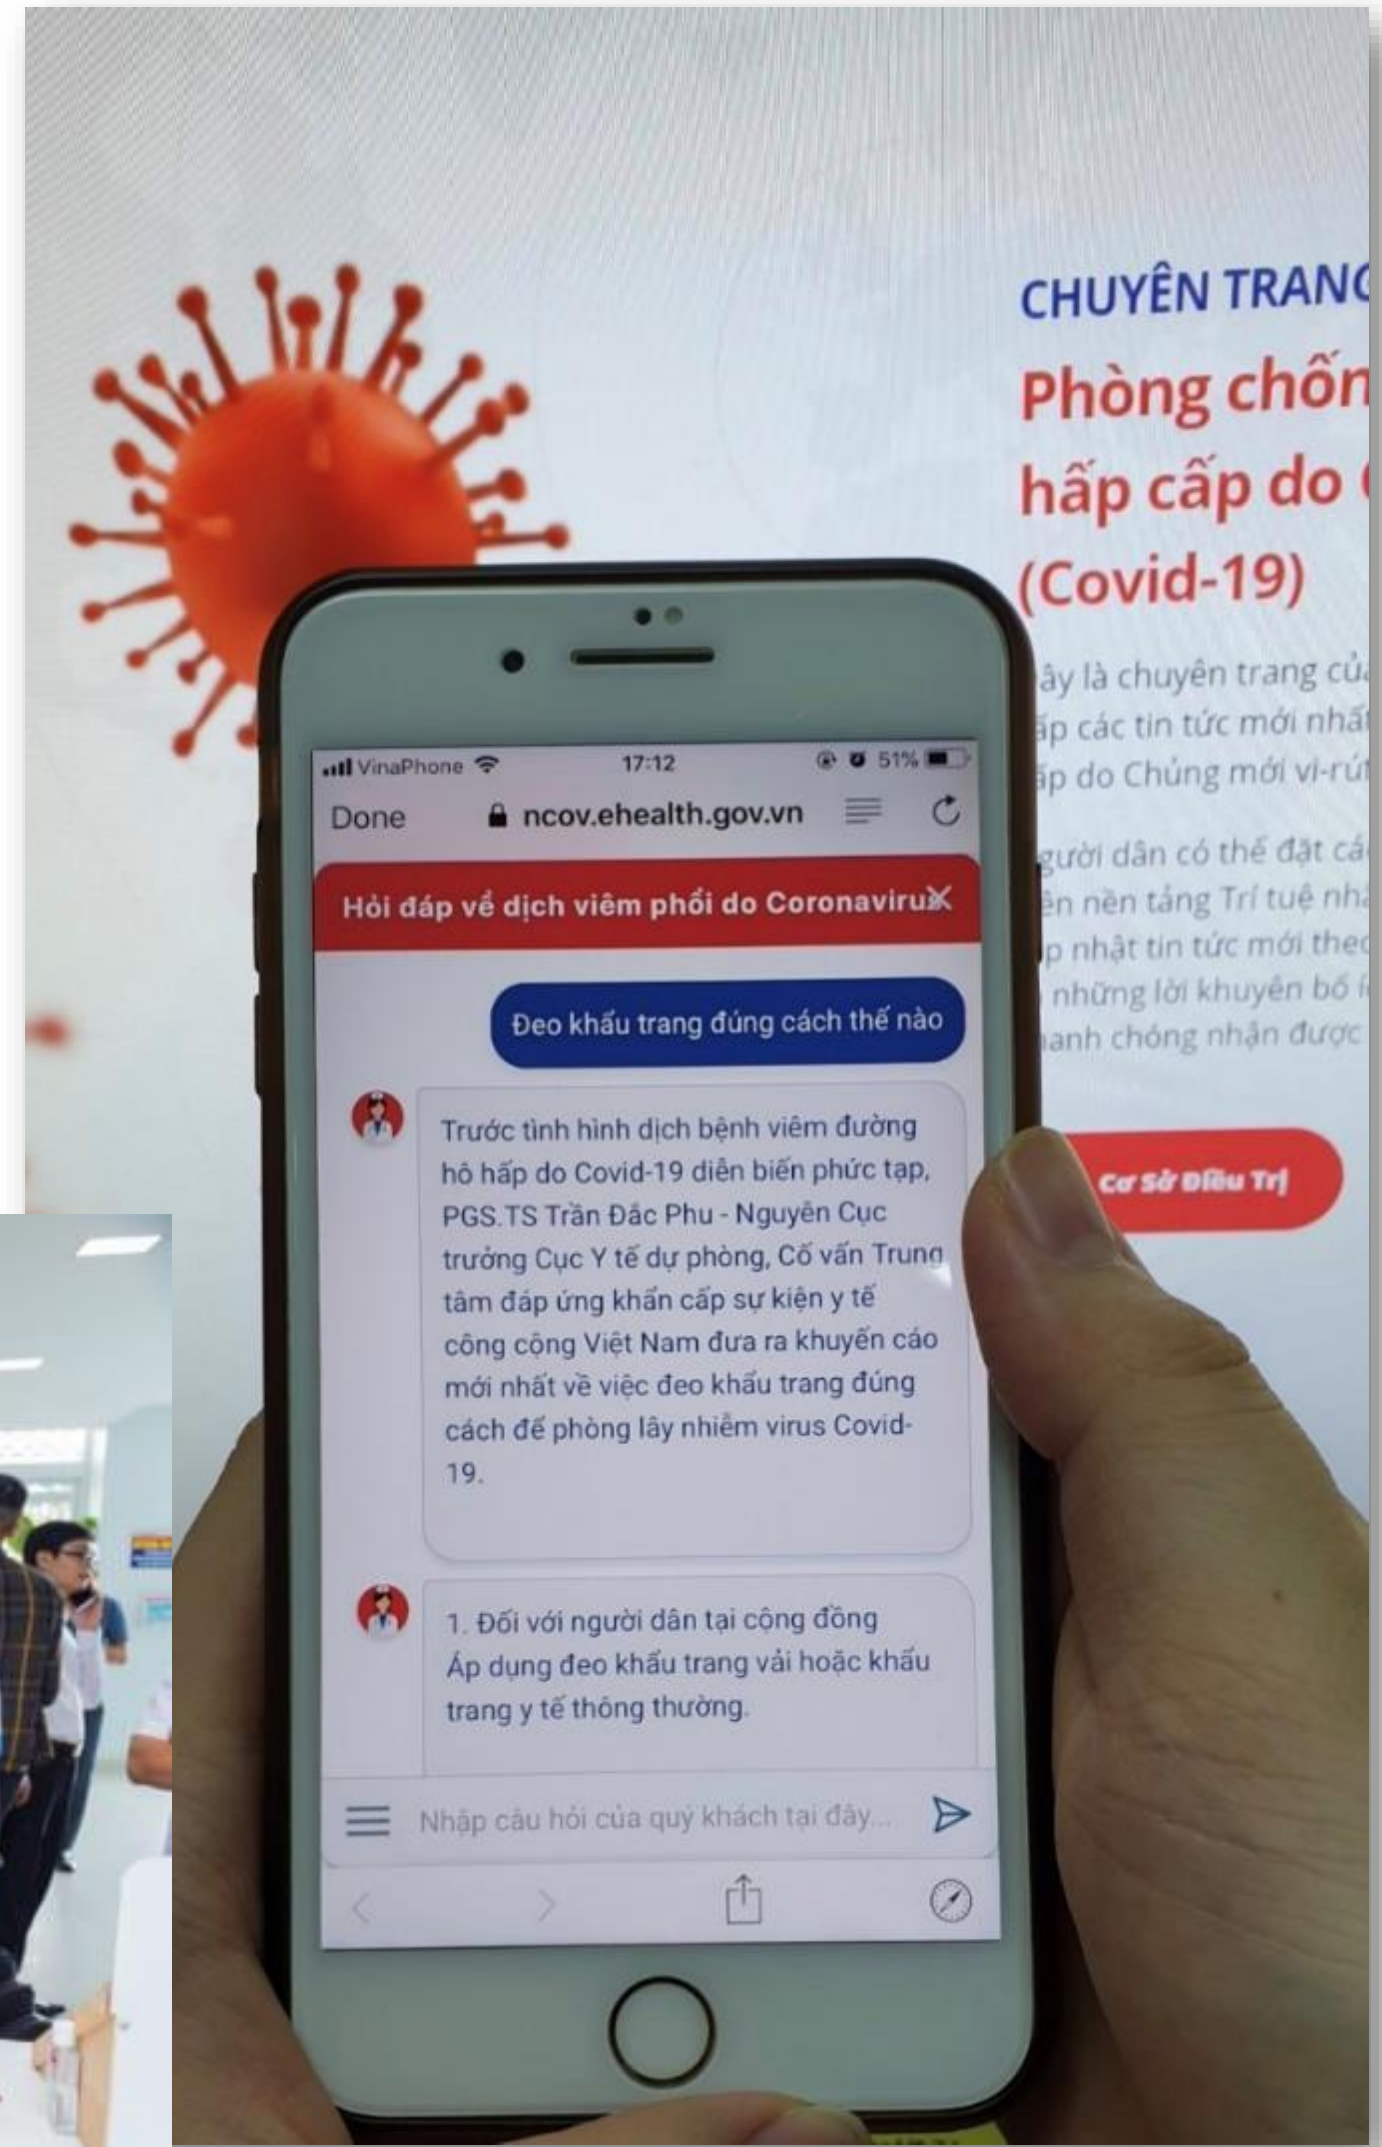 CHUYÊN TRANG
Phòng chốn
hấp cấp do
(Covid-19)
ây là chuyên trang củ
ấp các tin tức mới nhất
ấp do Chủng mới vi-rút
gười dân có thể đặt cá
ên nền tảng Trí tuệ nh
p nhật tin tức mới theo
những lời khuyên bổ í
anh chóng nhận được
Cơ Sở Điều Trị
VinaPhone 17:12 51%
Done ncov.ehealth.gov.vn
Hỏi đáp về dịch viêm phổi do Coronavirus
Đeo khẩu trang đúng cách thế nào
Trước tình hình dịch bệnh viêm đường
hô hấp do Covid-19 diễn biến phức tạp,
PGS.TS Trần Đắc Phu - Nguyên Cục
trưởng Cục Y tế dự phòng, Cố vấn Trung
tâm đáp ứng khẩn cấp sự kiện y tế
công cộng Việt Nam đưa ra khuyến cáo
mới nhất về việc đeo khẩu trang đúng
cách để phòng lây nhiễm virus Covid-
19.
1. Đối với người dân tại cộng đồng
Áp dụng đeo khẩu trang vải hoặc khẩu
trang y tế thông thường.
Nhập câu hỏi của quý khách tại đây...